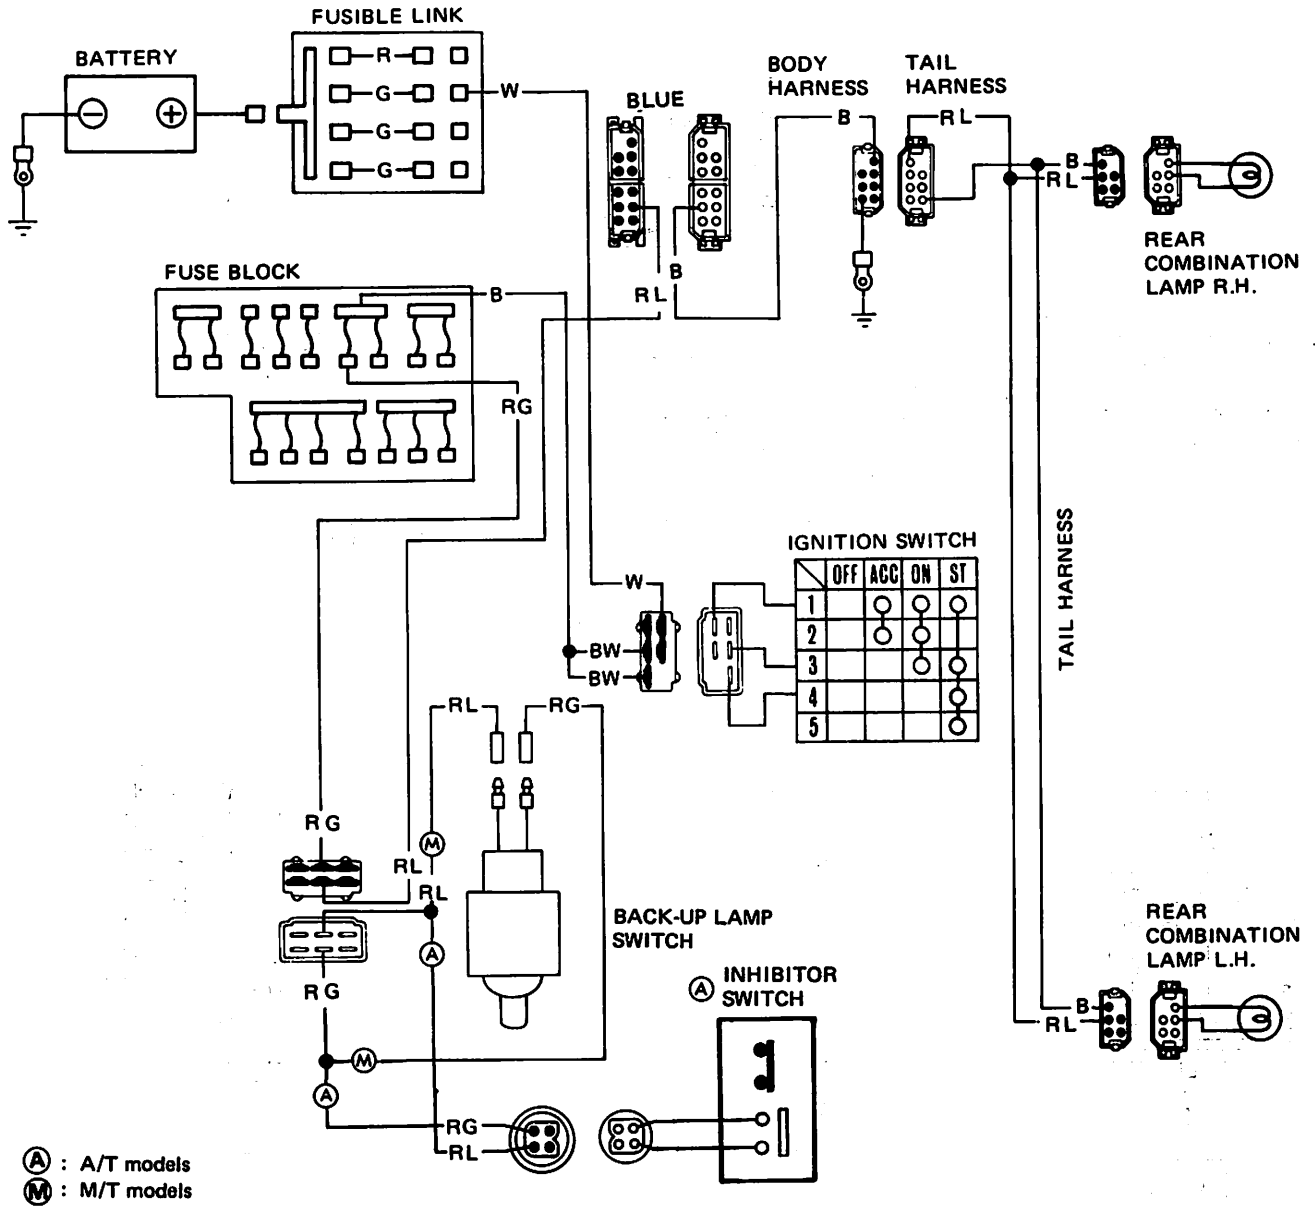 FUSIBLE LINK
BATTERY
R
G
G
G
W
BLUE
BODY
HARNESS
TAIL
HARNESS
B
RL
B
RL
REAR
COMBINATION
LAMP R.H.
FUSE BLOCK
B
B
RL
RG
IGNITION SWITCH
OFF ACC ON ST
1
2
3
4
5
W
BW
BW
TAIL HARNESS
RL
RG
RG
M
RL
RL
A
BACK-UP LAMP
SWITCH
RG
A INHIBITOR
SWITCH
M
A
RG
RL
REAR
COMBINATION
LAMP L.H.
B
RL
A : A/T models
M : M/T models